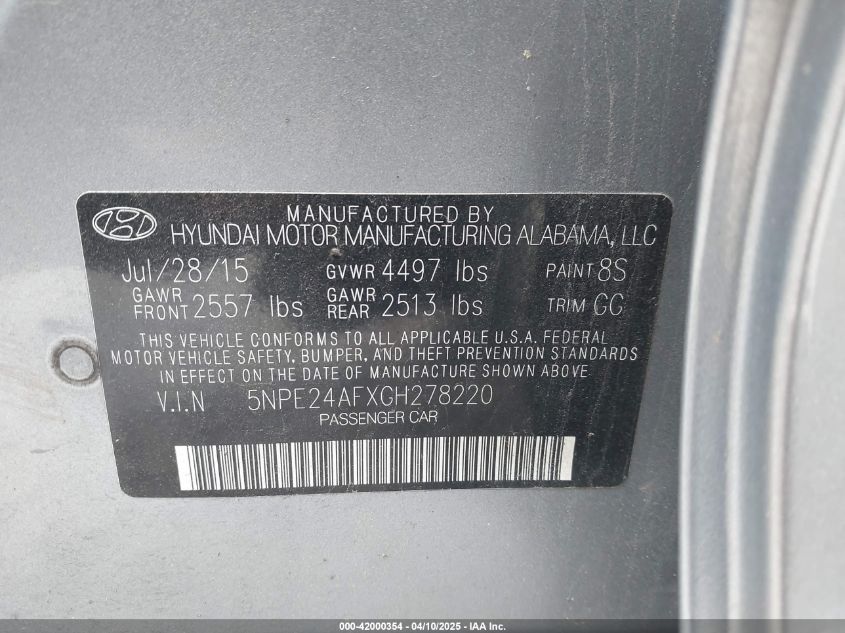 MANUFACTURED BY
HYUNDAI MOTOR MANUFACTURING ALABAMA, LLC
Jul/28/15 GVWR 4497 lbs PAINT 8S
GAWR FRONT 2557 lbs GAWR REAR 2513 lbs TRIM GG
THIS VEHICLE CONFORMS TO ALL APPLICABLE U.S.A. FEDERAL
MOTOR VEHICLE SAFETY, BUMPER, AND THEFT PREVENTION STANDARDS
IN EFFECT ON THE DATE OF MANUFACTURE SHOWN ABOVE.
V.I.N 5NPE24AFXGH278220
PASSENGER CAR
000-42000354 - 04/10/2025 - IAA Inc.